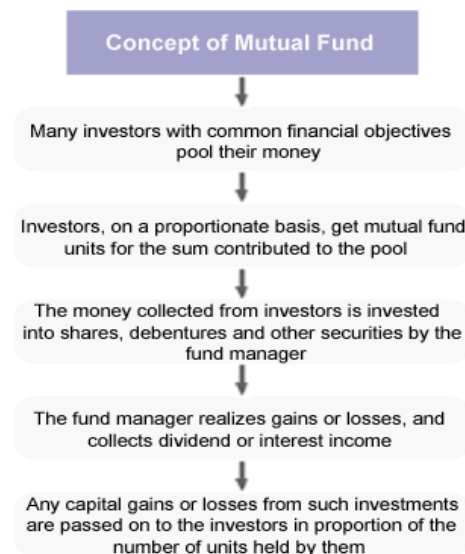 Concept of Mutual Fund
Many investors with common financial objectives
pool their money
Investors, on a proportionate basis, get mutual fund
units for the sum contributed to the pool
The money collected from investors is invested
into shares, debentures and other securities by the
fund manager
The fund manager realizes gains or losses, and
collects dividend or interest income
Any capital gains or losses from such investments
are passed on to the investors in proportion of the
number of units held by them